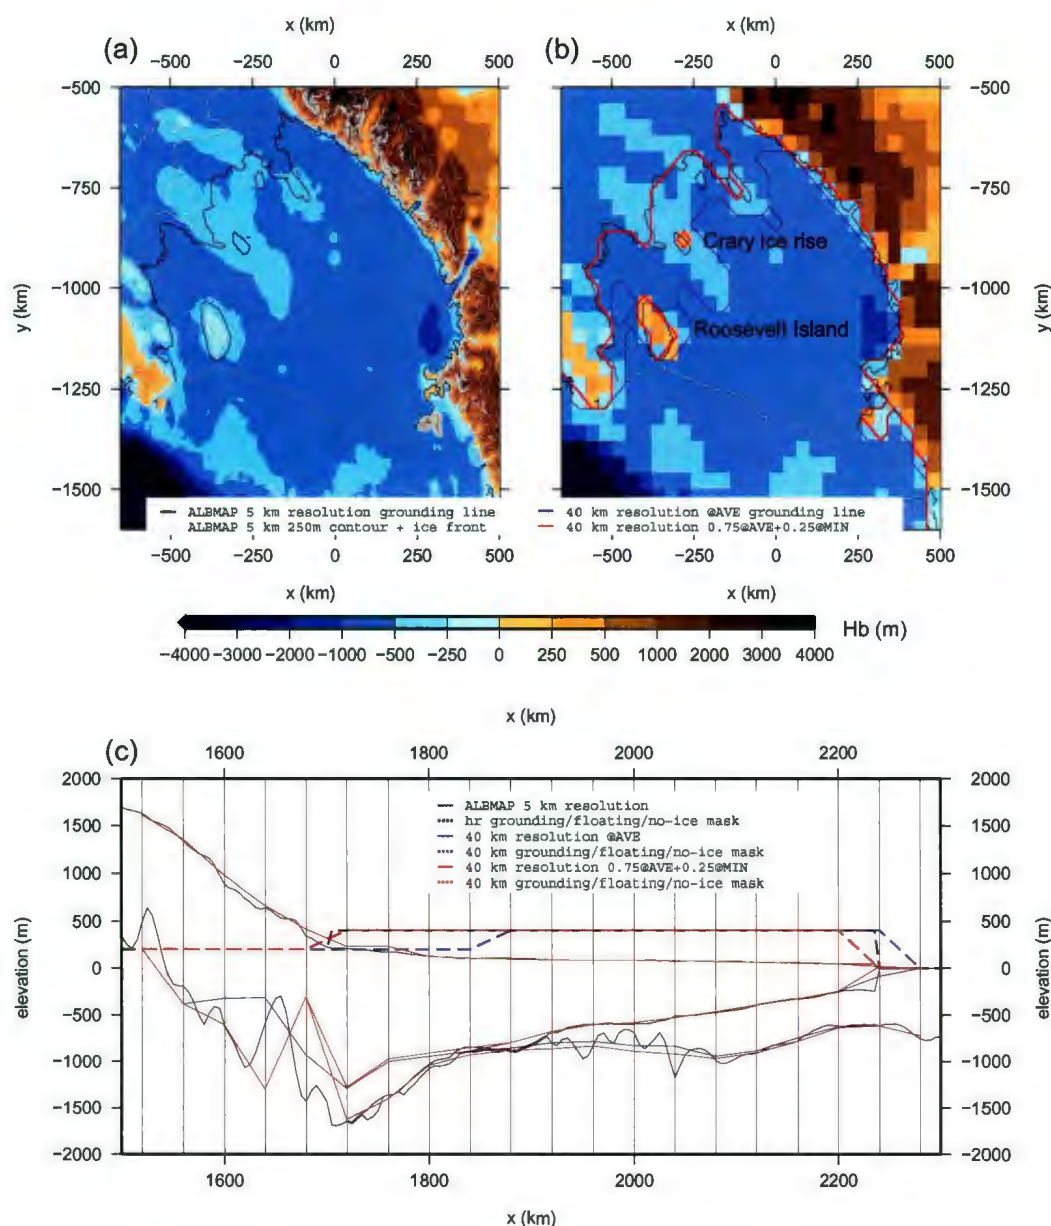 x (km)
x (km)
(a)
−500 −250 0 250 500
(b)
−500 −250 0 250 500
−500
−750
−1000
−1250
−1500
y (km)
−500
−750
−1000
−1250
−1500
y (km)
Crary ice rise
Roosevelt Island
ALBMAP 5 km resolution grounding line
ALBMAP 5 km 250m contour + ice front
40 km resolution @AVE grounding line
40 km resolution 0.75@AVE+0.25@MIN
−500 −250 0 250 500
−500 −250 0 250 500
x (km)
x (km)
Hb (m)
−4000 −3000 −2000 −1000 −500 −250 0 250 500 1000 2000 3000 4000
x (km)
(c)
1600 1800 2000 2200
2000
1500
1000
500
0
−500
−1000
−1500
−2000
elevation (m)
ALBMAP 5 km resolution
hr grounding/floating/no-ice mask
40 km resolution @AVE
40 km grounding/floating/no-ice mask
40 km resolution 0.75@AVE+0.25@MIN
40 km grounding/floating/no-ice mask
2000
1500
1000
500
0
−500
−1000
−1500
−2000
elevation (m)
1600 1800 2000 2200
x (km)